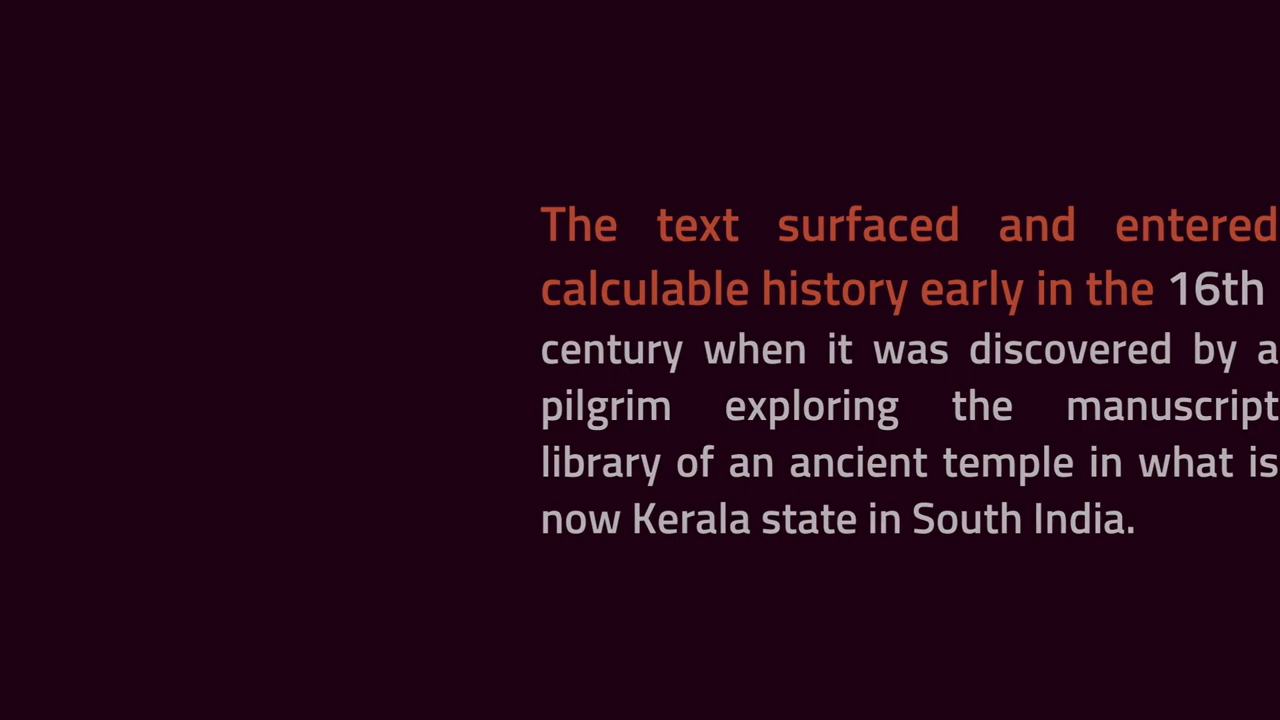 The text surfaced and entered
calculable history early in the 16th
century when it was discovered by a
pilgrim exploring the manuscript
library of an ancient temple in what is
now Kerala state in South India.